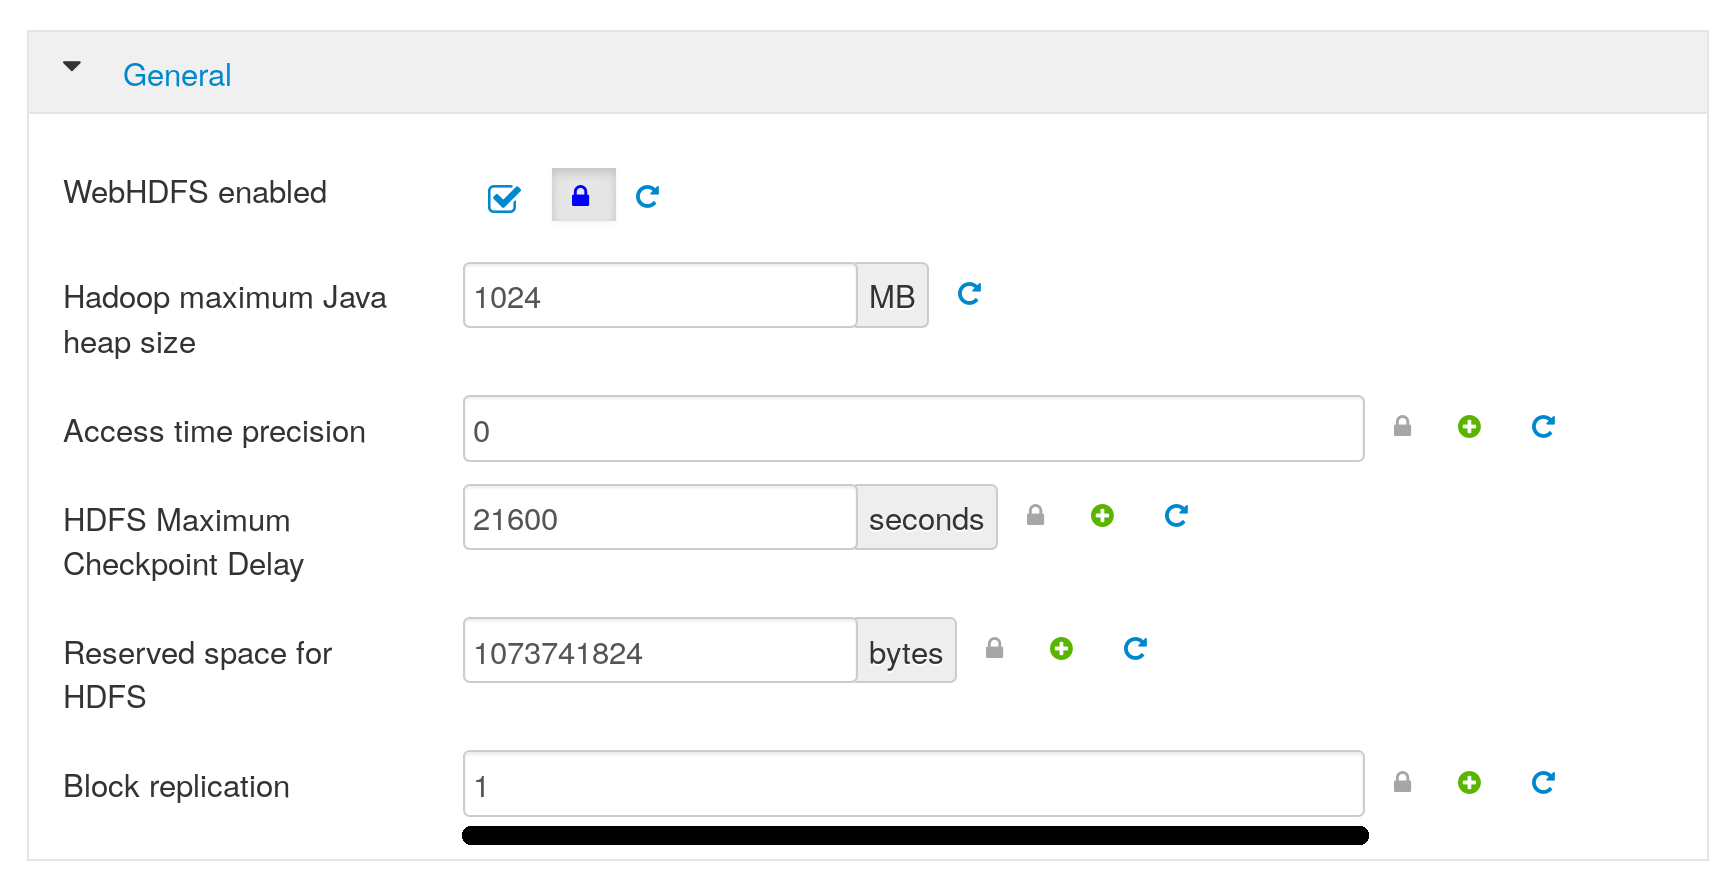 General
WebHDFS enabled
Hadoop maximum Java
heap size
1024 MB
Access time precision
0
HDFS Maximum
Checkpoint Delay
21600 seconds
Reserved space for
HDFS
1073741824 bytes
Block replication
1